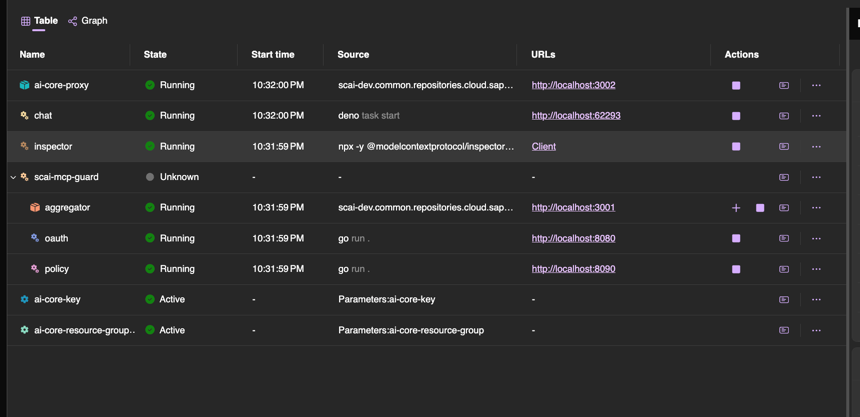 Table Graph
Name State Start time Source URLs Actions
ai-core-proxy Running 10:32:00 PM scai-dev.common.repositories.cloud.sap... http://localhost:3002
chat Running 10:32:00 PM deno task start http://localhost:62293
inspector Running 10:31:59 PM npx -y @modelcontextprotocol/inspector... Client
scai-mcp-guard Unknown - - -
aggregator Running 10:31:59 PM scai-dev.common.repositories.cloud.sap... http://localhost:3001
oauth Running 10:31:59 PM go run . http://localhost:8080
policy Running 10:31:59 PM go run . http://localhost:8090
ai-core-key Active - Parameters:ai-core-key -
ai-core-resource-group.. Active - Parameters:ai-core-resource-group -